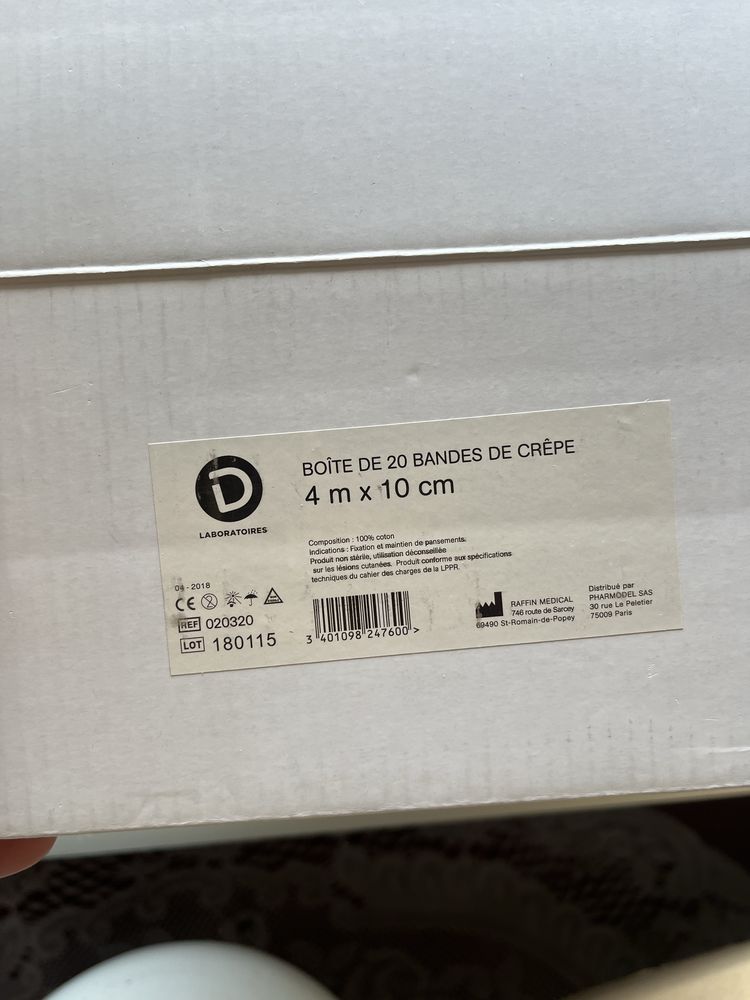 D
LABORATOIRES
BOÎTE DE 20 BANDES DE CRÊPE
4 m x 10 cm
Composition : 100% coton
Indications : Fixation et maintien de pansements.
Produit non stérile, utilisation déconseillée
sur les lésions cutanées. Produit conforme aux spécifications
techniques du cahier des charges de la LPPR.
04 - 2018
CE
REF 020320
LOT 180115
3 401098 247600 >
RAFFIN MEDICAL
746 route de Sarcey
69490 St-Romain-de-Popey
Distribué par
PHARMODEL SAS
30 rue Le Peletier
75009 Paris